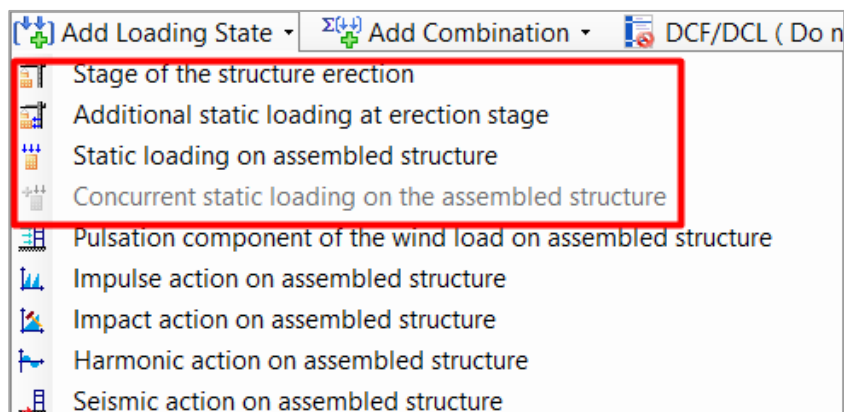 Add Loading State Add Combination DCF/DCL ( Do n
Stage of the structure erection
Additional static loading at erection stage
Static loading on assembled structure
Concurrent static loading on the assembled structure
Pulsation component of the wind load on assembled structure
Impulse action on assembled structure
Impact action on assembled structure
Harmonic action on assembled structure
Seismic action on assembled structure